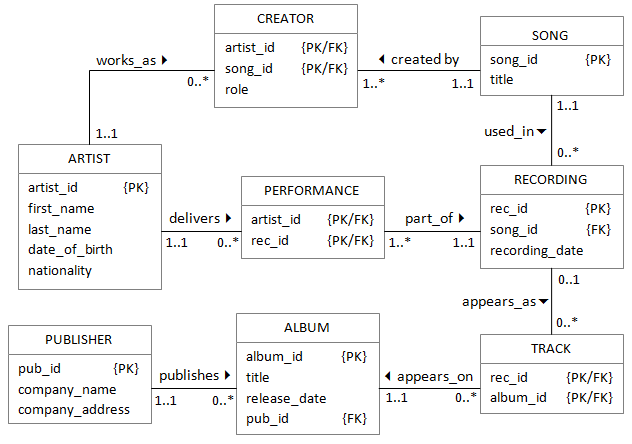 CREATOR
artist_id {PK/FK}
song_id {PK/FK}
role
works_as
0..*
1..1
created by
1..*
1..1
SONG
song_id {PK}
title
1..1
used_in
0..*
ARTIST
artist_id {PK}
first_name
last_name
date_of_birth
nationality
delivers
1..1
0..*
PERFORMANCE
artist_id {PK/FK}
rec_id {PK/FK}
part_of
1..*
1..1
RECORDING
rec_id {PK}
song_id {FK}
recording_date
0..1
appears_as
0..*
PUBLISHER
pub_id {PK}
company_name
company_address
publishes
1..1
0..*
ALBUM
album_id {PK}
title
release_date
pub_id {FK}
appears_on
1..1
0..*
TRACK
rec_id {PK/FK}
album_id {PK/FK}